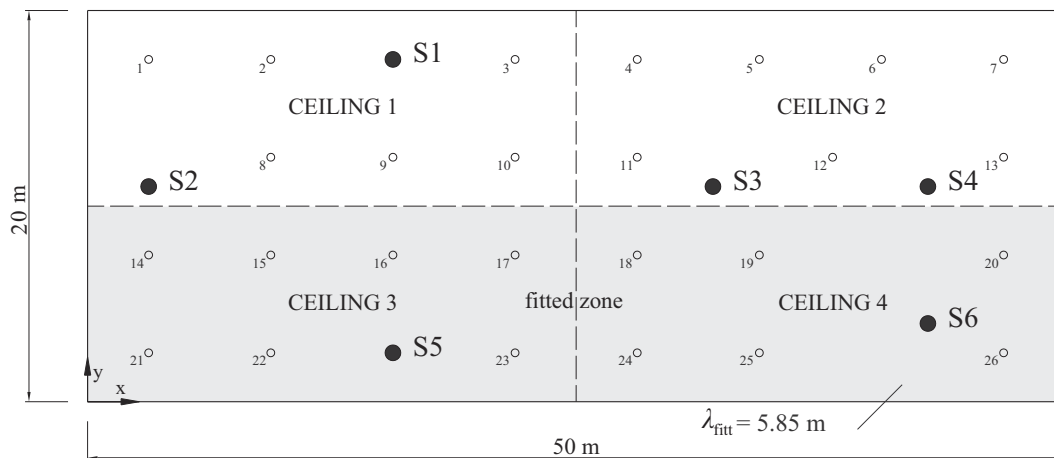 S1
1 2 3 4 5 6 7
CEILING 1 CEILING 2
8 9 10 11 12 13
S2 S3 S4
20 m
14 15 16 17 18 19 20
CEILING 3 fitted zone CEILING 4
S6
S5
21 22 23 24 25 26
y
x
λfitt = 5.85 m
50 m